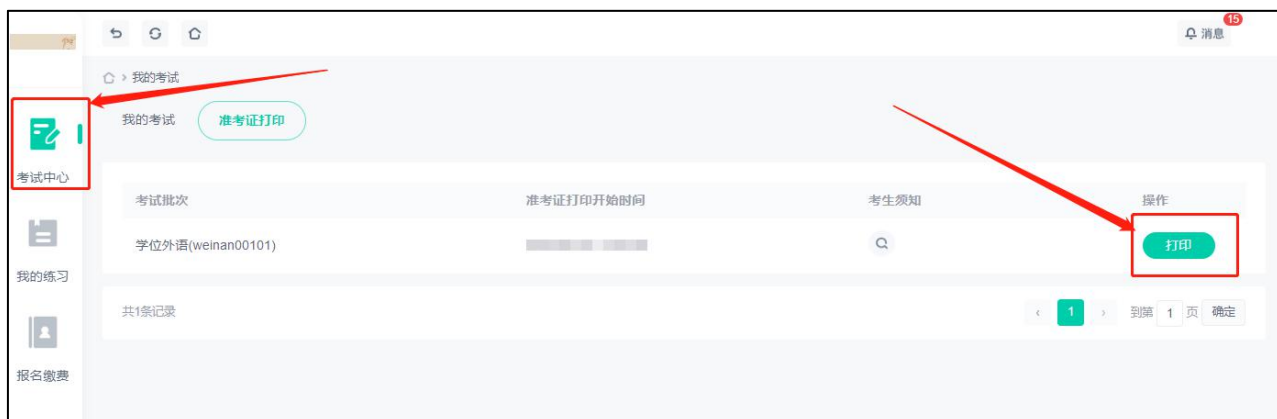 15
消息
我的考试
我的考试 准考证打印
考试中心
考试批次 准考证打印开始时间 考生须知 操作
学位外语(weinan00101) 打印
我的练习
共1条记录 1 到第 1 页 确定
报名缴费